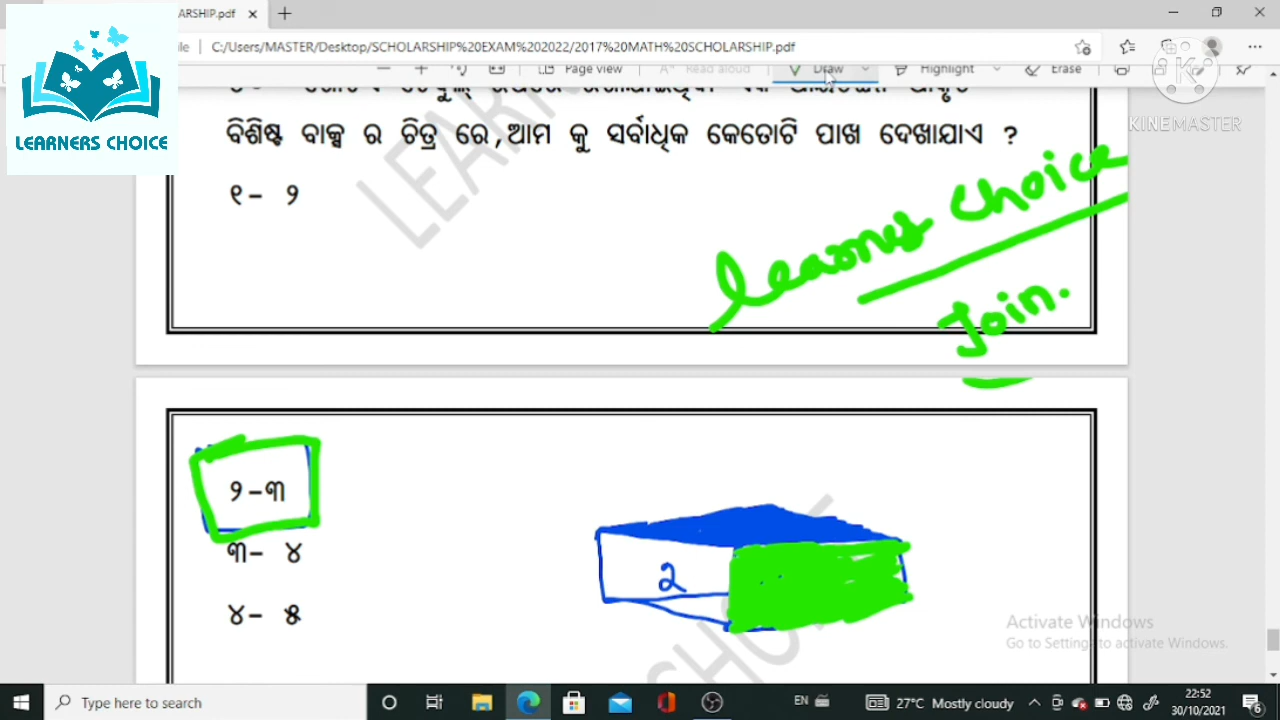 ARSHIP.pdf
C:/Users/MASTER/Desktop/SCHOLARSHIP%20EXAM%202022/2017%20MATH%20SCHOLARSHIP.pdf
Page view
Read aloud
Draw
Highlight
Erase
LEARNERS CHOICE
KINEMASTER
ବିଶିଷ୍ଟ ବାକ୍ସ ର ଚିତ୍ର ରେ,ଆମ କୁ ସର୍ବାଧିକ କେତୋଟି ପାଖ ଦେଖାଯାଏ ?
୧- ୨
Learners Choice
Join.
୨-୩
୩- ୪
୪- ୫
2
Activate Windows
Go to Settings to activate Windows.
Type here to search
EN
27°C Mostly cloudy
22:52
30/10/2021
6